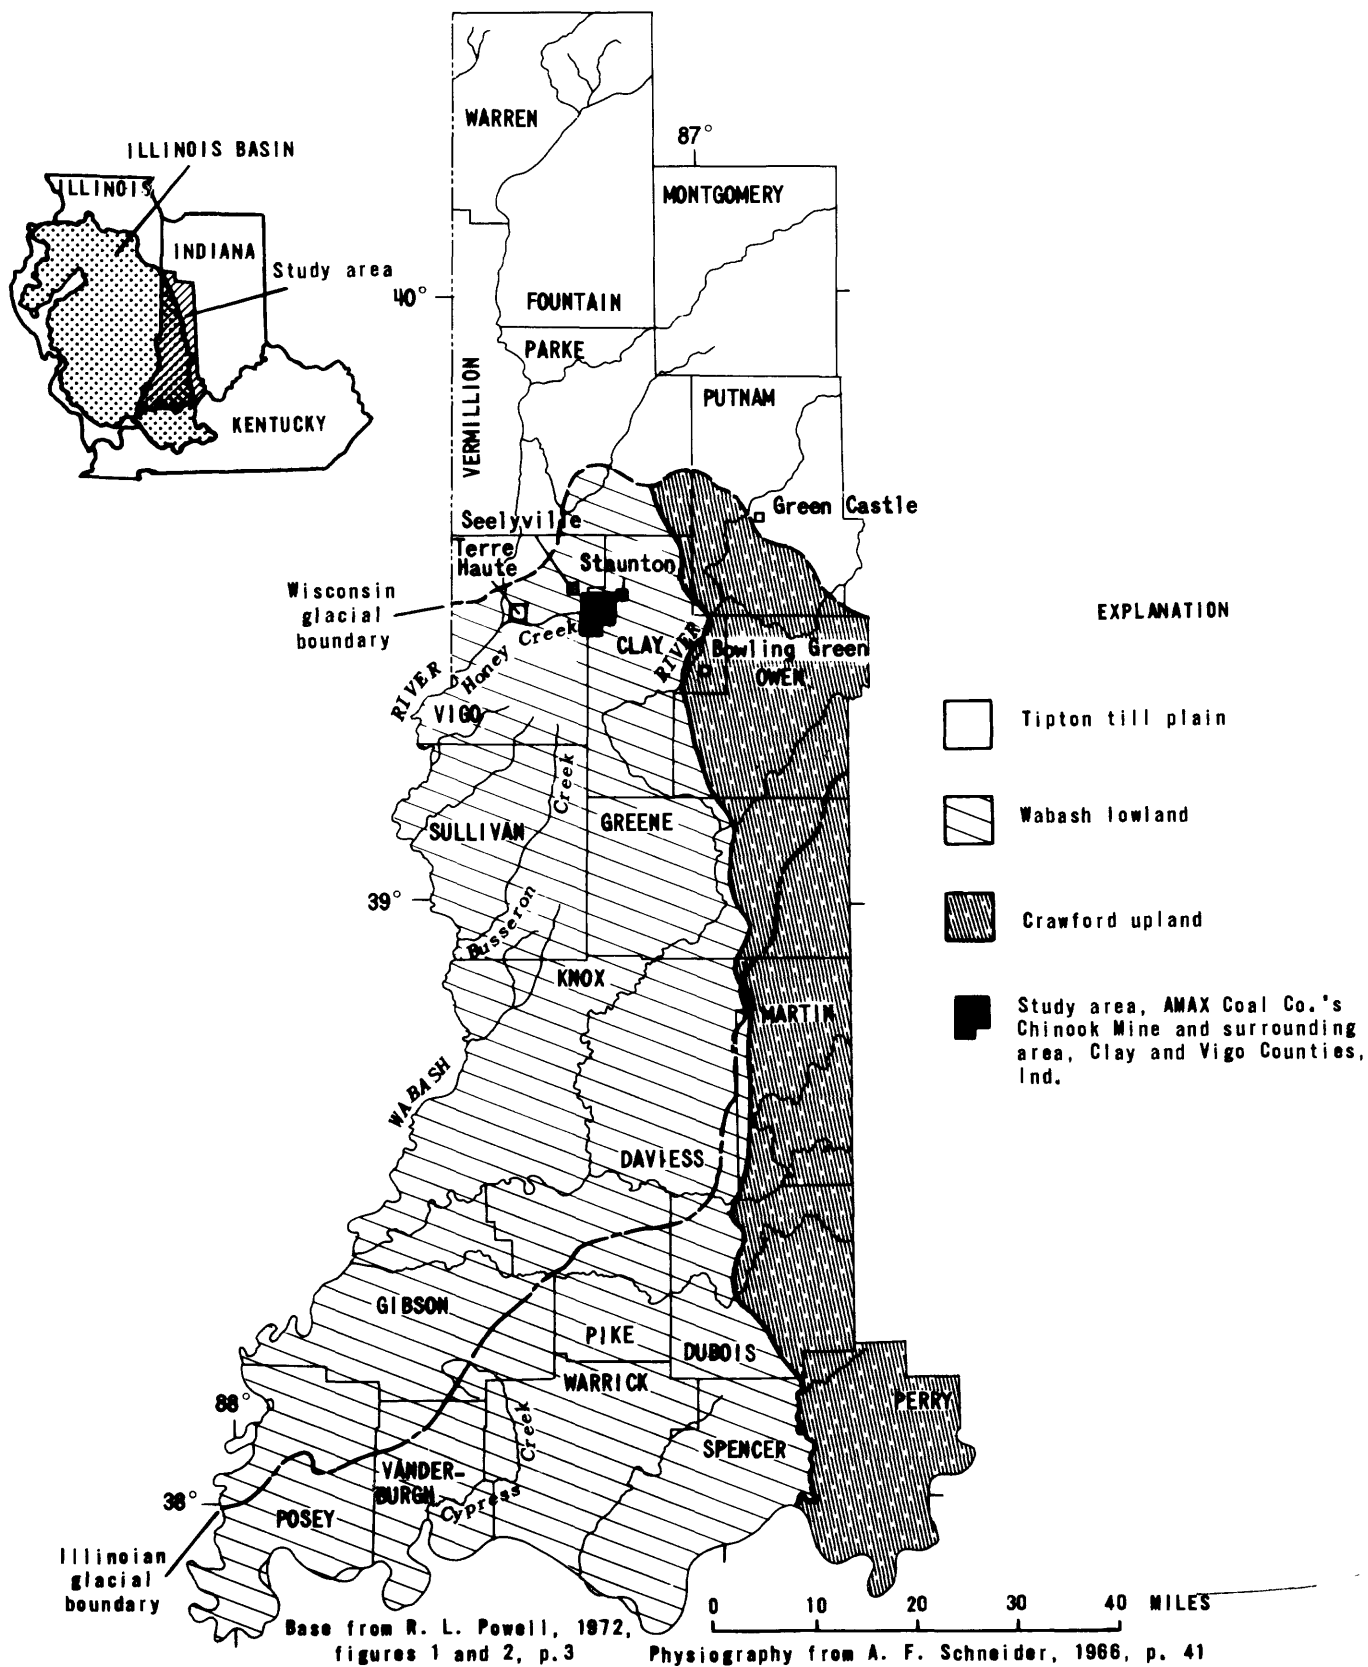 WARREN
87°
ILLINOIS BASIN
ILLINOIS
MONTGOMERY
INDIANA
Study area
40°
FOUNTAIN
PARKE
VERMILLION
PUTNAM
KENTUCKY
Green Castle
Seelyville
Terre
Haute
Staunton
Wisconsin
glacial
boundary
EXPLANATION
Honey Creek
CLAY
RIVER
Bowling Green
OWEN
RIVER
VIGO
Tipton till plain
Creek
SULLIVAN
GREENE
Wabash lowland
39°
Busseron
Crawford upland
KNOX
MARTIN
Study area, AMAX Coal Co.'s
Chinook Mine and surrounding
area, Clay and Vigo Counties,
Ind.
WABASH
DAVIESS
GIBSON
PIKE
DUBOIS
WARRICK
PERRY
88°
Creek
SPENCER
VANDER-
BURGH
38°
Cypress
POSEY
Illinoian
glacial
boundary
0 10 20 30 40 MILES
Base from R. L. Powell, 1972,
figures 1 and 2, p.3
Physiography from A. F. Schneider, 1966, p. 41